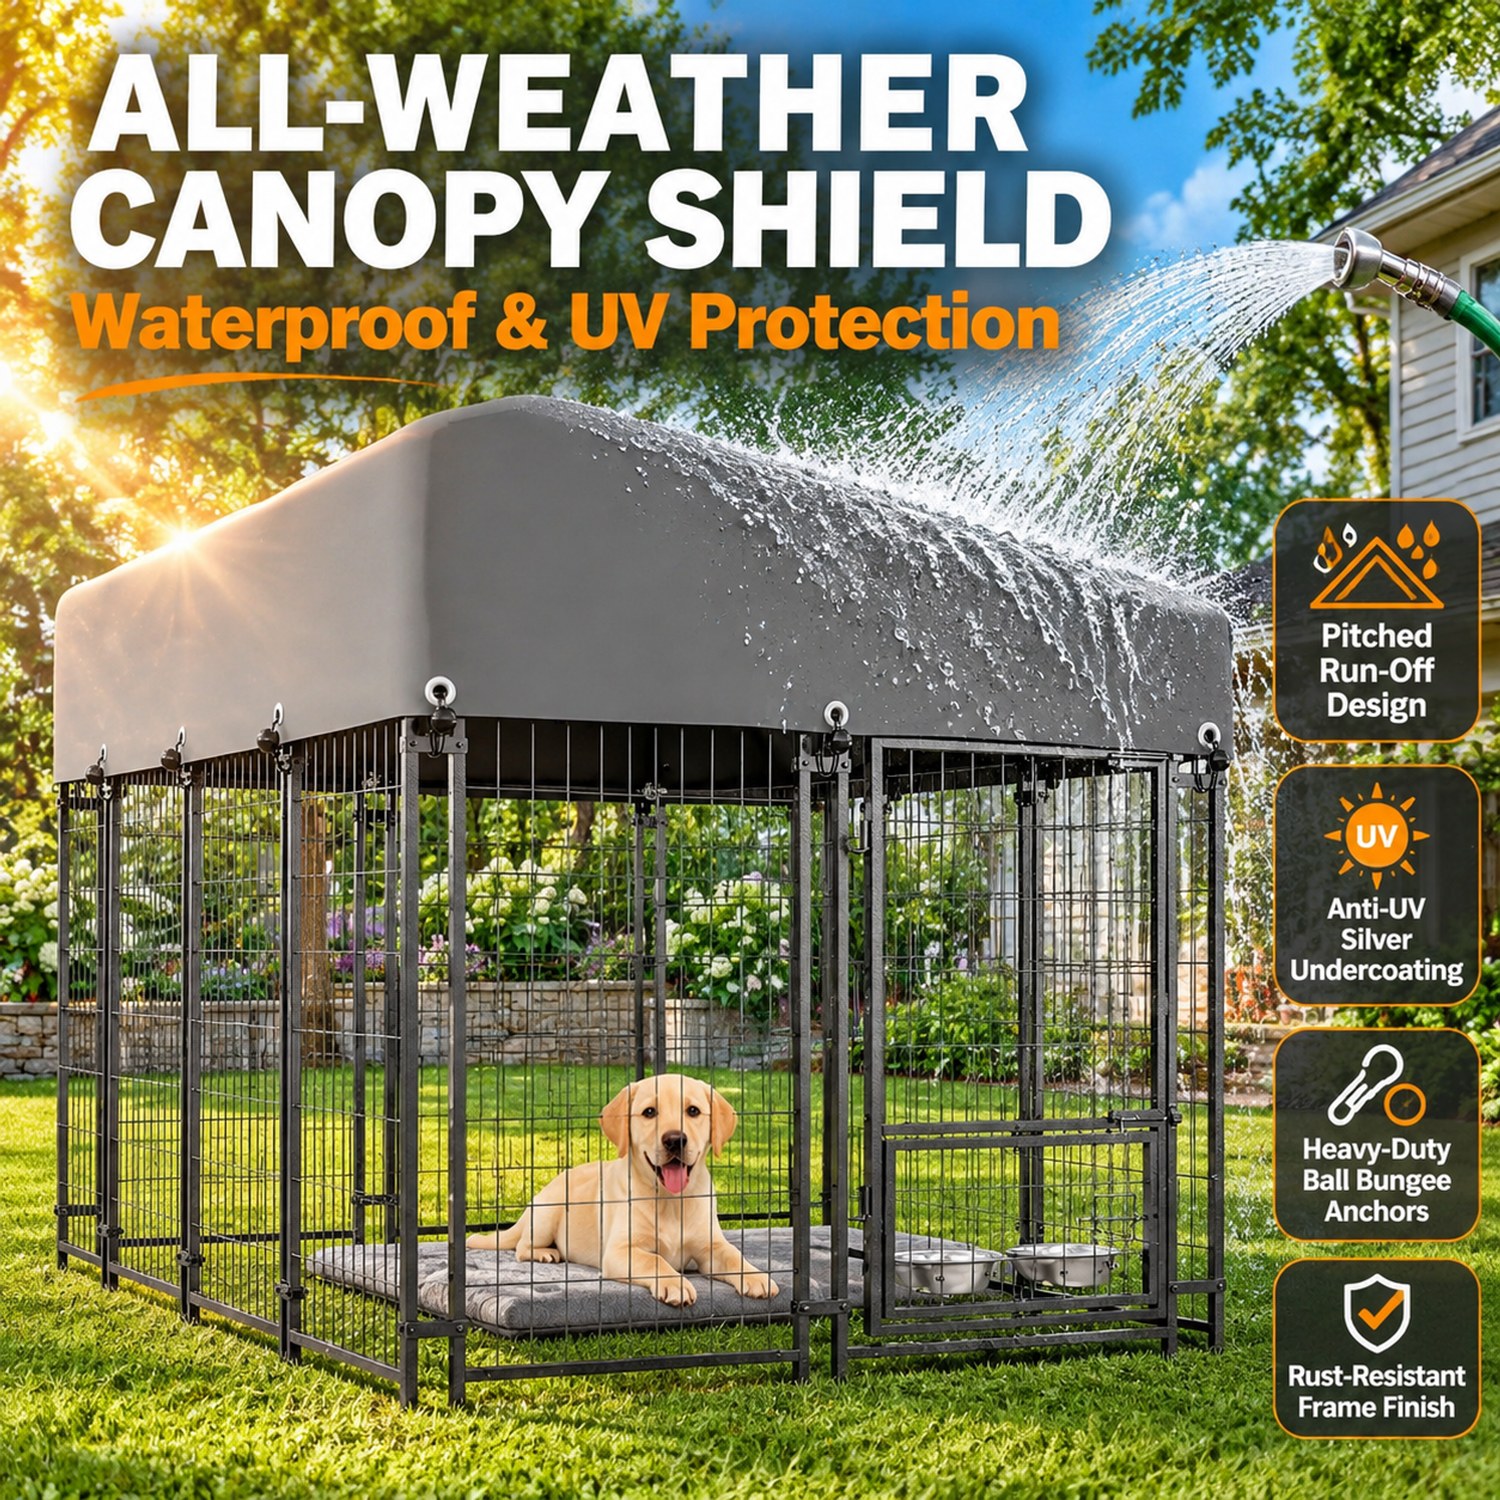 ALL-WEATHER
CANOPY SHIELD
Waterproof & UV Protection
Pitched
Run-Off
Design
UV
Anti-UV
Silver
Undercoating
Heavy-Duty
Ball Bungee
Anchors
Rust-Resistant
Frame Finish